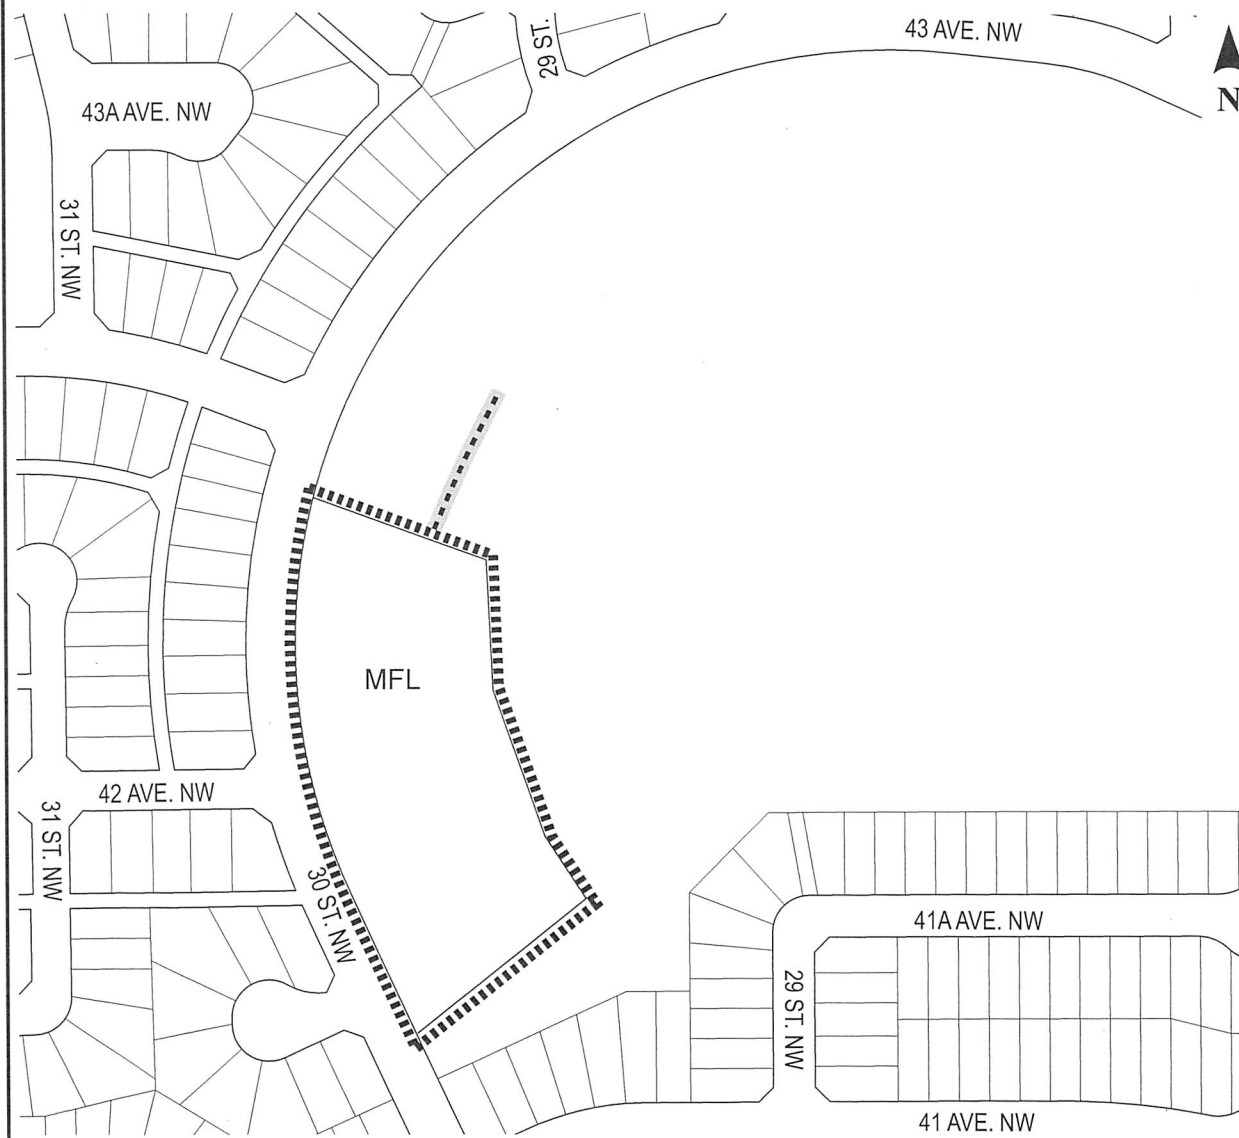 43 AVE. NW
29 ST.
N
43A AVE. NW
31 ST. NW
MFL
42 AVE. NW
31 ST. NW
30 ST. NW
41A AVE. NW
29 ST. NW
41 AVE. NW